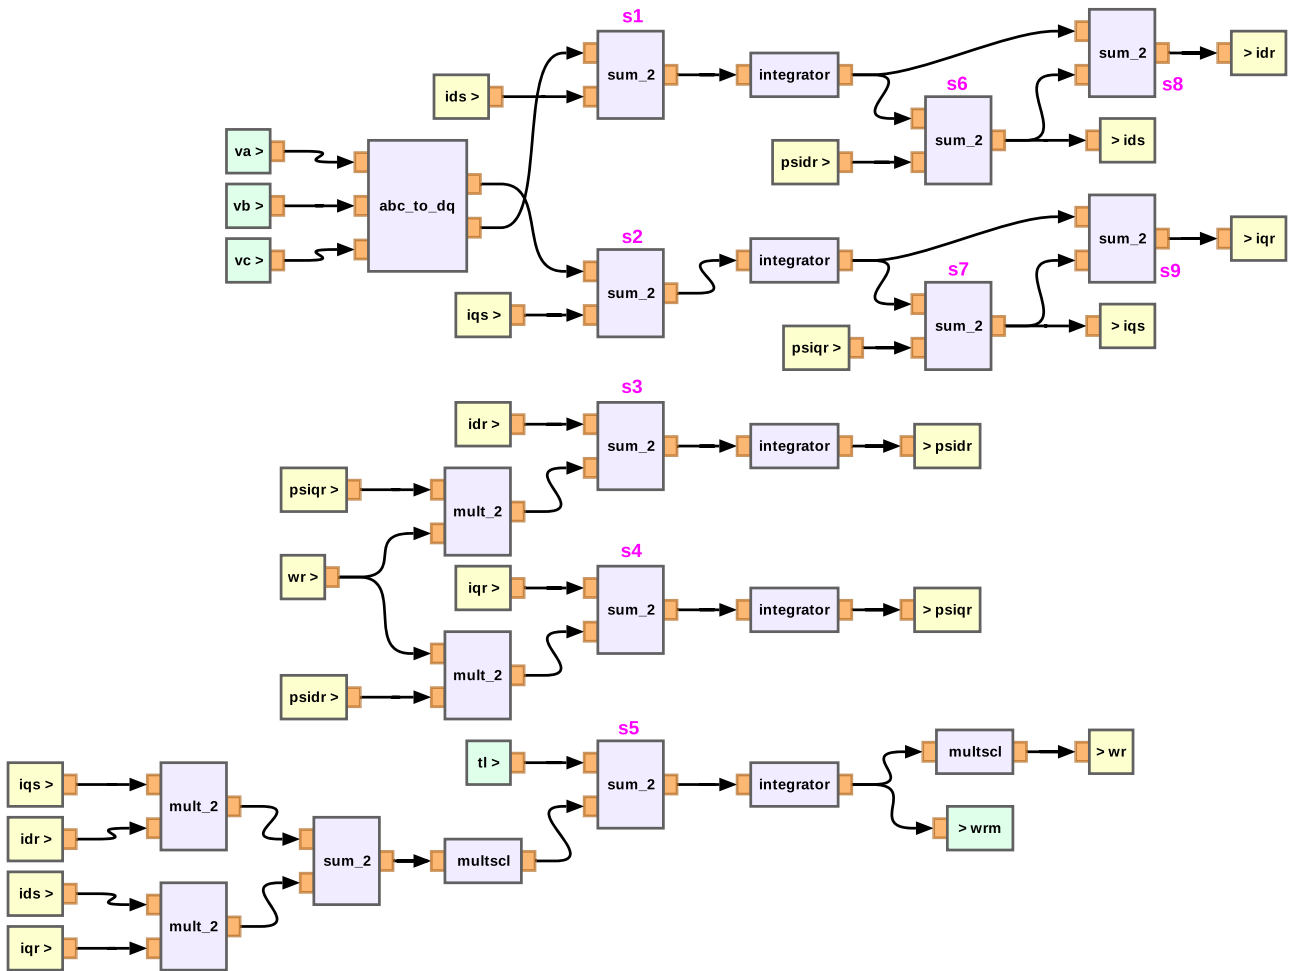 s1
sum_2
integrator
sum_2
> idr
s8
ids >
s6
sum_2
> ids
psidr >
va >
vb >
vc >
abc_to_dq
s2
sum_2
integrator
sum_2
> iqr
s9
iqs >
s7
sum_2
> iqs
psiqr >
s3
idr >
sum_2
integrator
> psidr
psiqr >
mult_2
wr >
s4
iqr >
sum_2
integrator
> psiqr
mult_2
psidr >
s5
tl >
sum_2
integrator
multscl
> wr
> wrm
iqs >
mult_2
idr >
sum_2
multscl
ids >
mult_2
iqr >